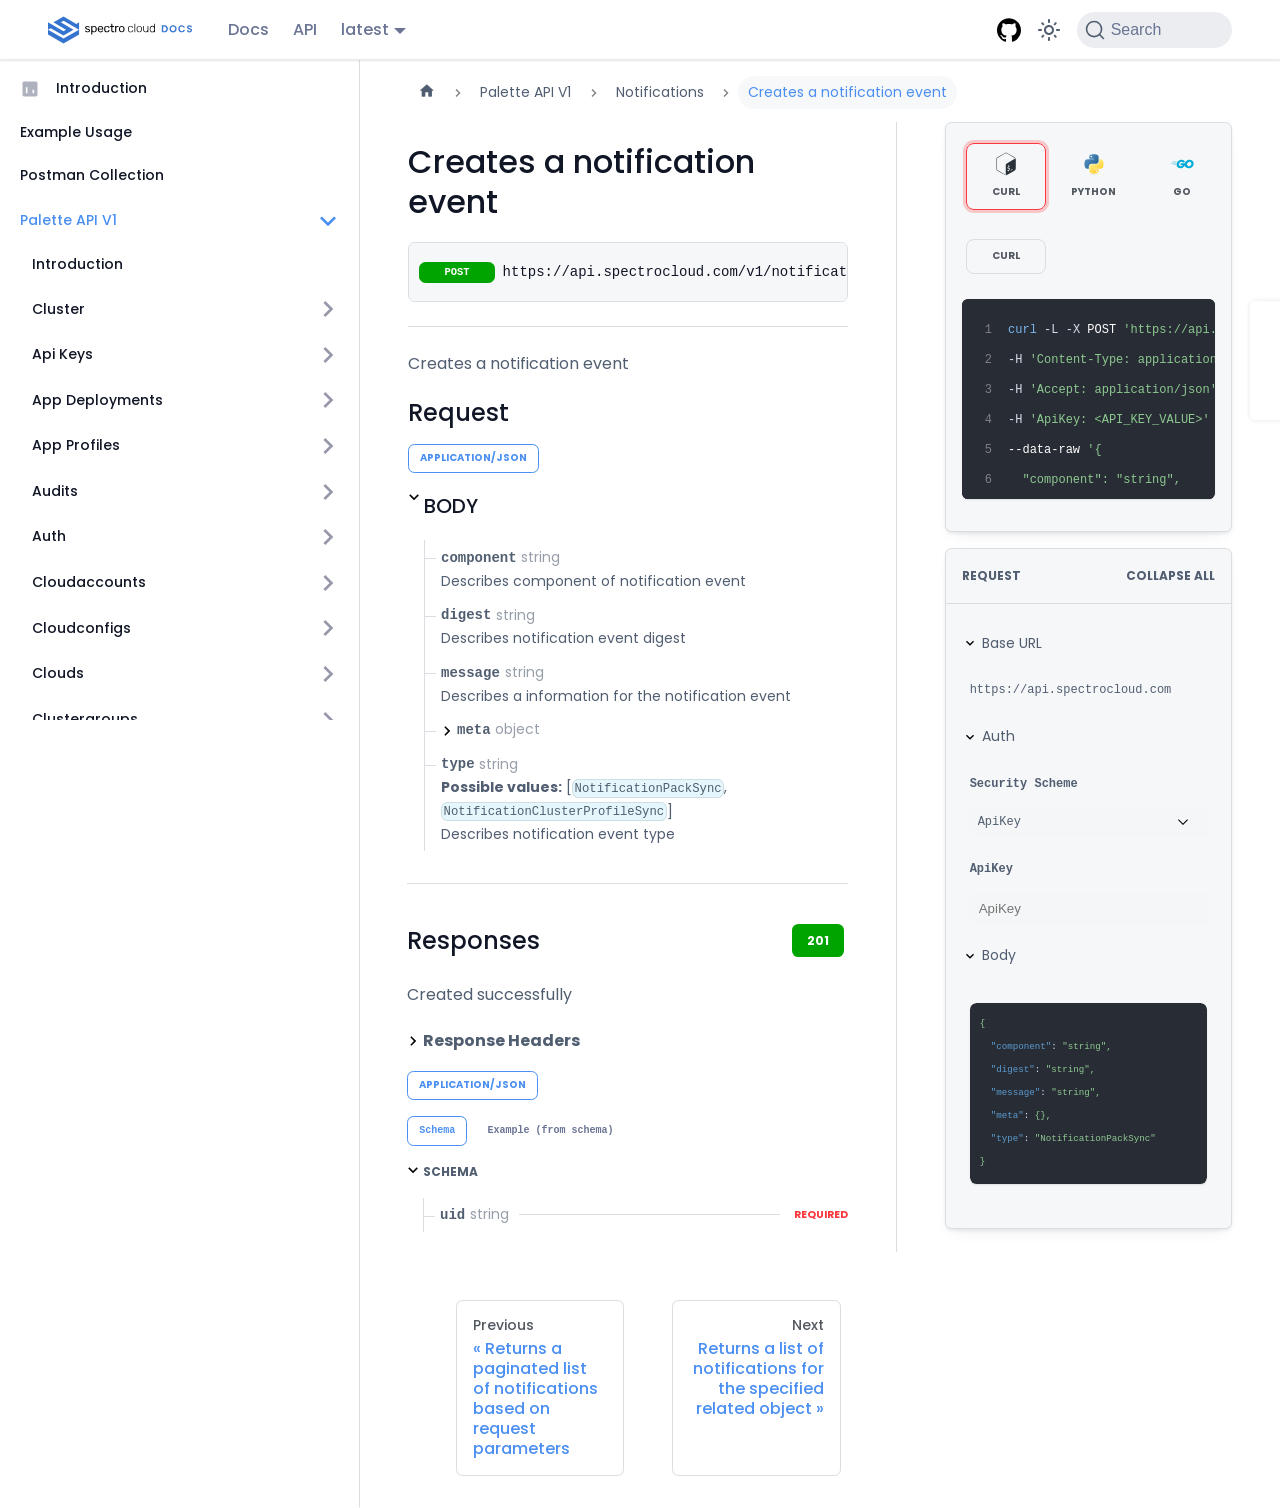 spectro cloud DOCS
Docs
API
latest
Search
Introduction
Example Usage
Postman Collection
Palette API V1
Introduction
Cluster
Api Keys
App Deployments
App Profiles
Audits
Auth
Cloudaccounts
Cloudconfigs
Clouds
Clustergroups
Palette API V1
Notifications
Creates a notification event
Creates a notification
event
POST https://api.spectrocloud.com/v1/notificat
Creates a notification event
Request
APPLICATION/JSON
BODY
component string
Describes component of notification event
digest string
Describes notification event digest
message string
Describes a information for the notification event
meta object
type string
Possible values: [NotificationPackSync,
NotificationClusterProfileSync]
Describes notification event type
Responses
201
Created successfully
Response Headers
APPLICATION/JSON
Schema
Example (from schema)
SCHEMA
uid string
REQUIRED
Previous
« Returns a
paginated list
of notifications
based on
request
parameters
Next
Returns a list of
notifications for
the specified
related object »
CURL
PYTHON
GO
CURL
1 curl -L -X POST 'https://api.
2 -H 'Content-Type: application
3 -H 'Accept: application/json'
4 -H 'ApiKey: <API_KEY_VALUE>'
5 --data-raw '{
6 "component": "string",
REQUEST
COLLAPSE ALL
Base URL
https://api.spectrocloud.com
Auth
Security Scheme
ApiKey
ApiKey
ApiKey
Body
{
"component": "string",
"digest": "string",
"message": "string",
"meta": {},
"type": "NotificationPackSync"
}